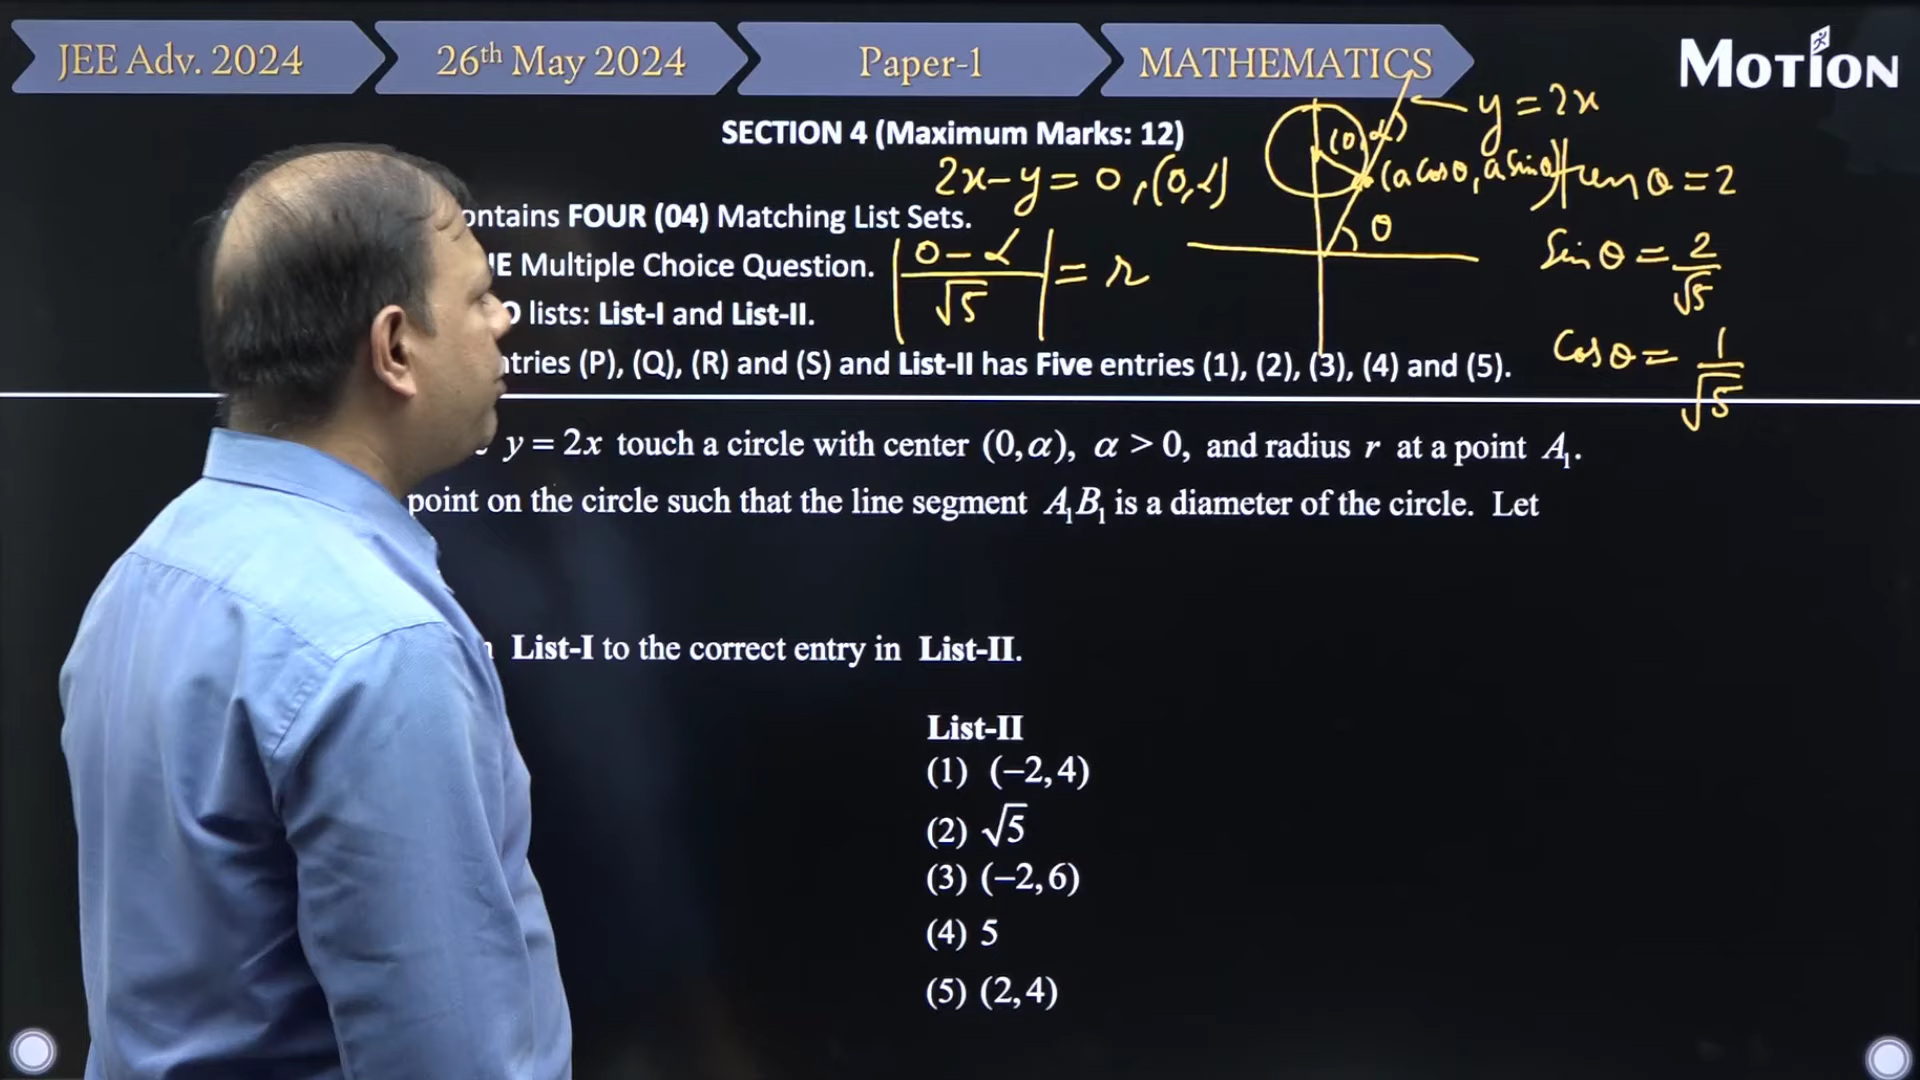 JEE Adv. 2024
26th May 2024
Paper-1
MATHEMATICS
MOTION
SECTION 4 (Maximum Marks: 12)
y = 2x
(0, α)
2x - y = 0, (0, α)
(a cos θ, a sin θ)
tan θ = 2
ontains FOUR (04) Matching List Sets.
θ
sin θ = 2/√5
NE Multiple Choice Question.
|0 - α / √5| = r
O lists: List-I and List-II.
ntries (P), (Q), (R) and (S) and List-II has Five entries (1), (2), (3), (4) and (5).
cos θ = 1/√5
y = 2x touch a circle with center (0, α), α > 0, and radius r at a point A₁.
point on the circle such that the line segment A₁B₁ is a diameter of the circle. Let
List-I to the correct entry in List-II.
List-II
(1) (−2, 4)
(2) √5
(3) (−2, 6)
(4) 5
(5) (2, 4)